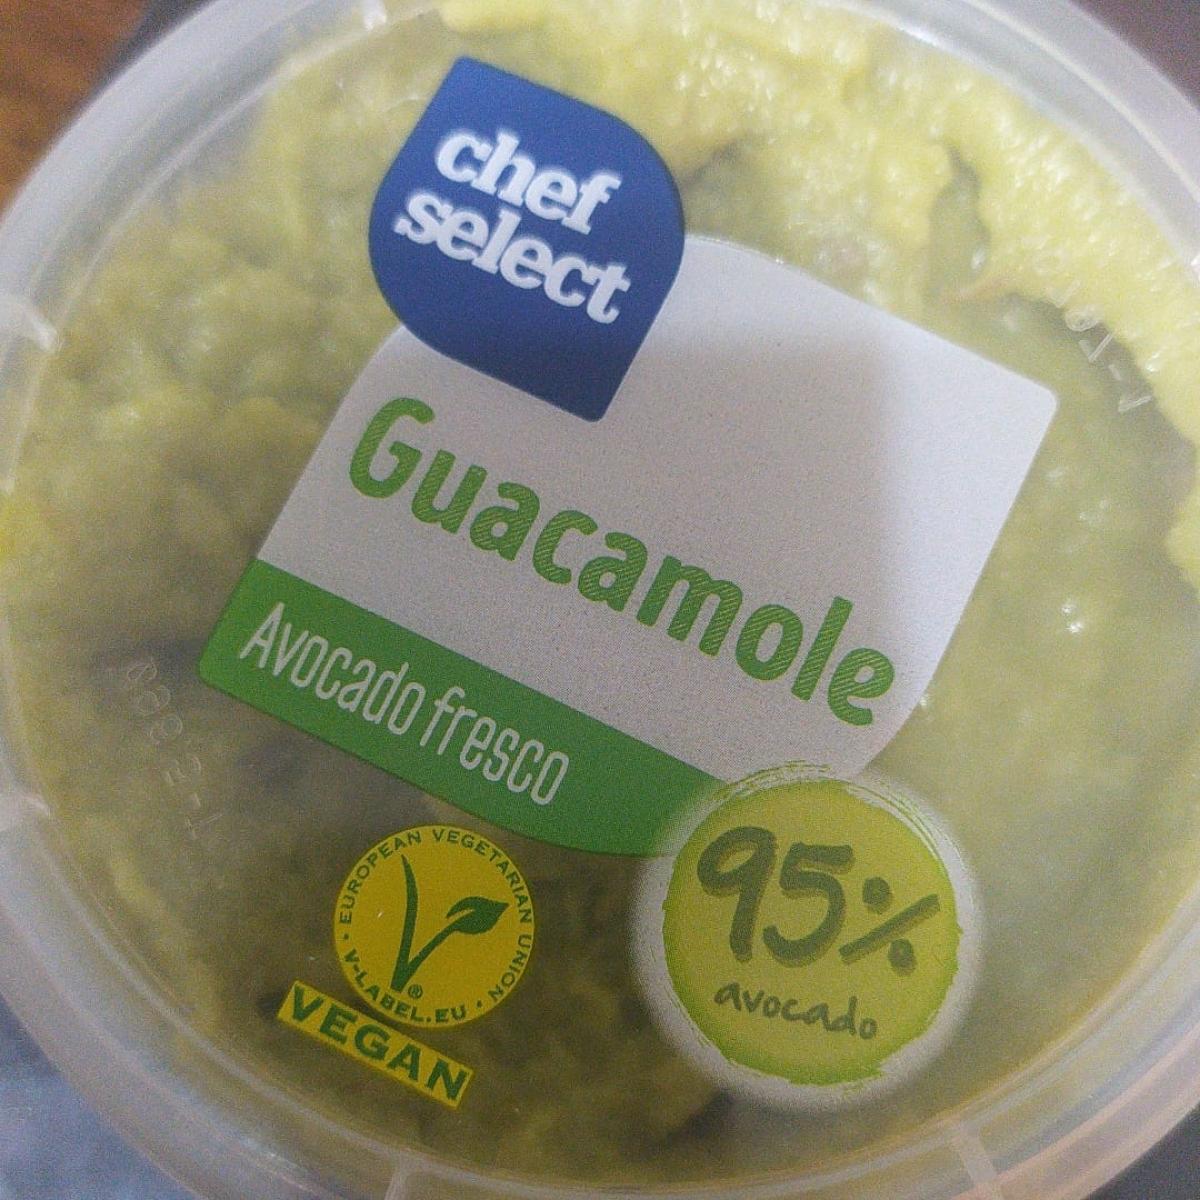 chef
select
Guacamole
Avocado fresco
EUROPEAN VEGETARIAN UNION
V-LABEL.EU
®
VEGAN
95%
avocado